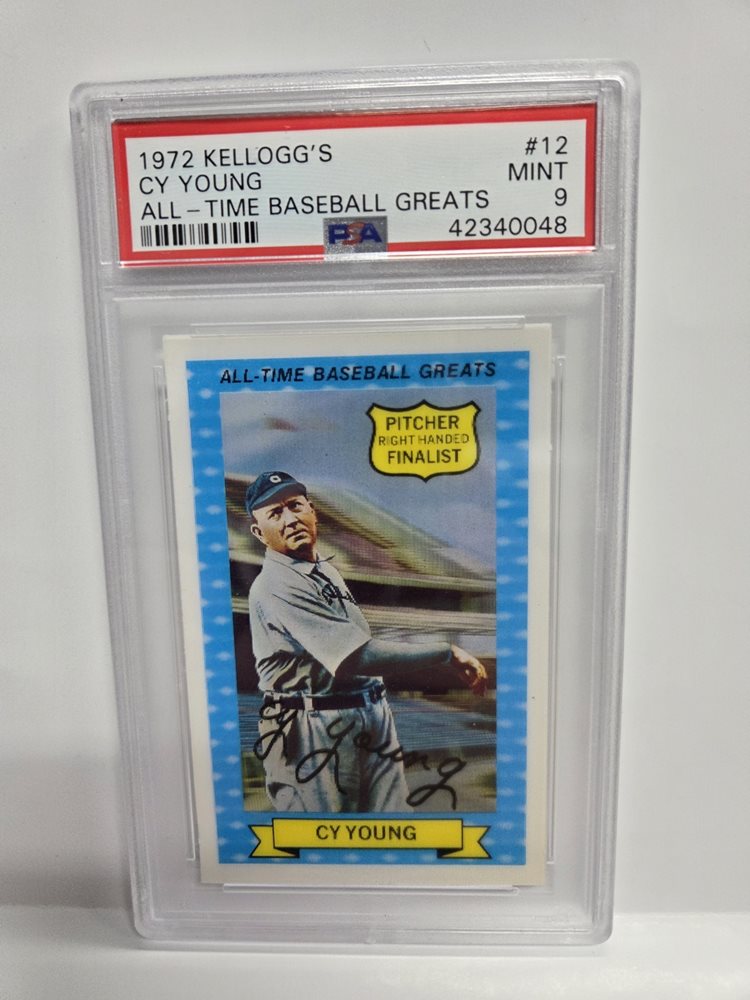 1972 KELLOGG'S #12
CY YOUNG MINT
ALL-TIME BASEBALL GREATS 9
PSA 42340048
ALL-TIME BASEBALL GREATS
PITCHER
RIGHT HANDED
FINALIST
Cy Young
CY YOUNG